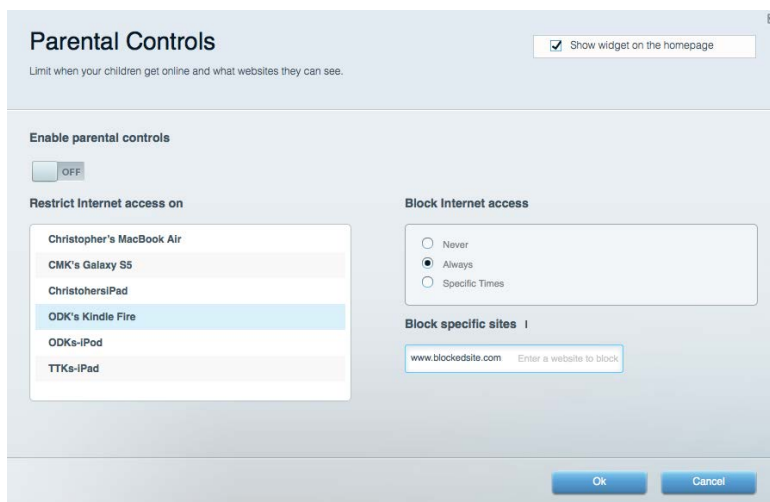 Parental Controls
Show widget on the homepage
Limit when your children get online and what websites they can see.
Enable parental controls
OFF
Restrict Internet access on
Christopher's MacBook Air
CMK's Galaxy S5
ChristohersiPad
ODK's Kindle Fire
ODKs-iPod
TTKs-iPad
Block Internet access
Never
Always
Specific Times
Block specific sites I
www.blockedsite.com Enter a website to block
Ok Cancel